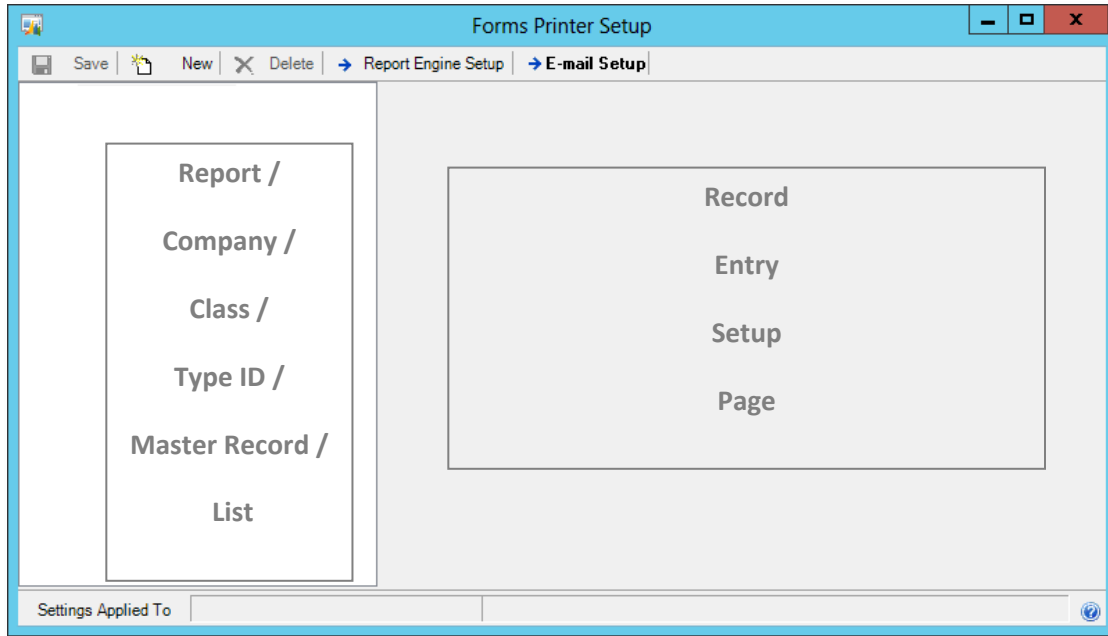 Forms Printer Setup
Save New Delete Report Engine Setup E-mail Setup
Report /
Company /
Class /
Type ID /
Master Record /
List
Record
Entry
Setup
Page
Settings Applied To